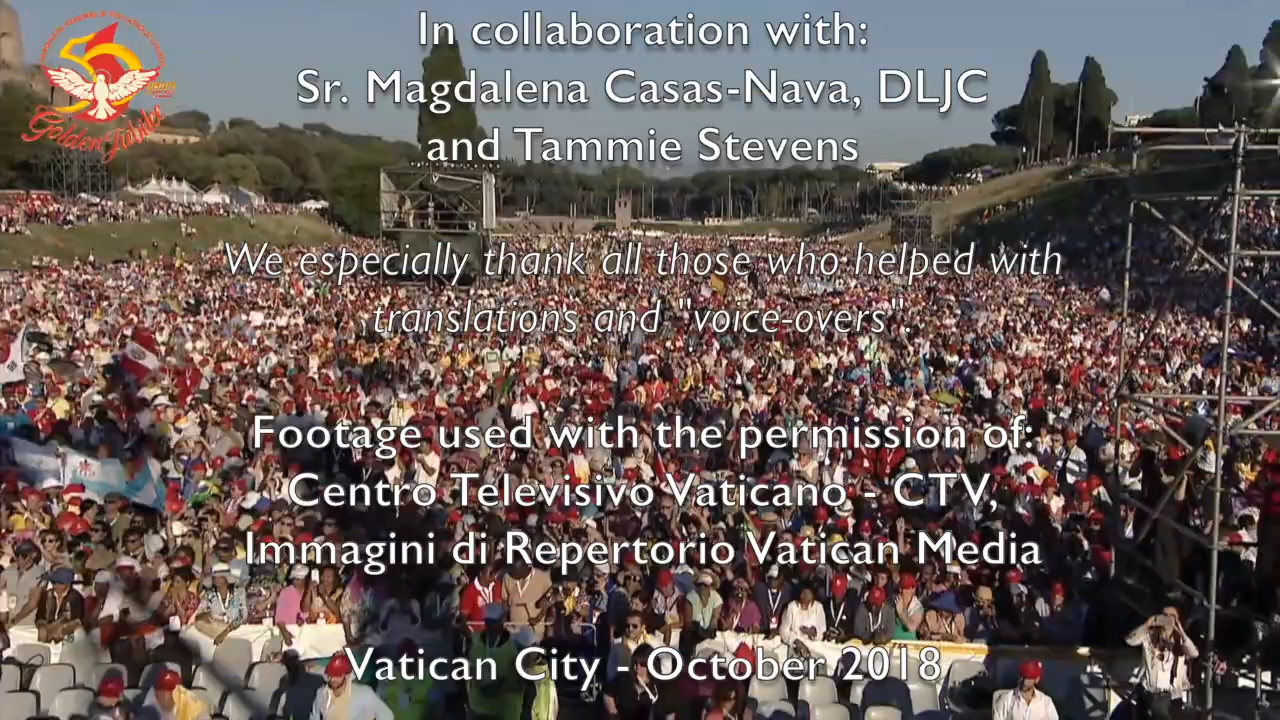 Golden Jubilee
In collaboration with:
Sr. Magdalena Casas-Nava, DLJC
and Tammie Stevens
We especially thank all those who helped with
translations and "voice-overs".
Footage used with the permission of:
Centro Televisivo Vaticano - CTV,
Immagini di Repertorio Vatican Media
Vatican City - October 2018